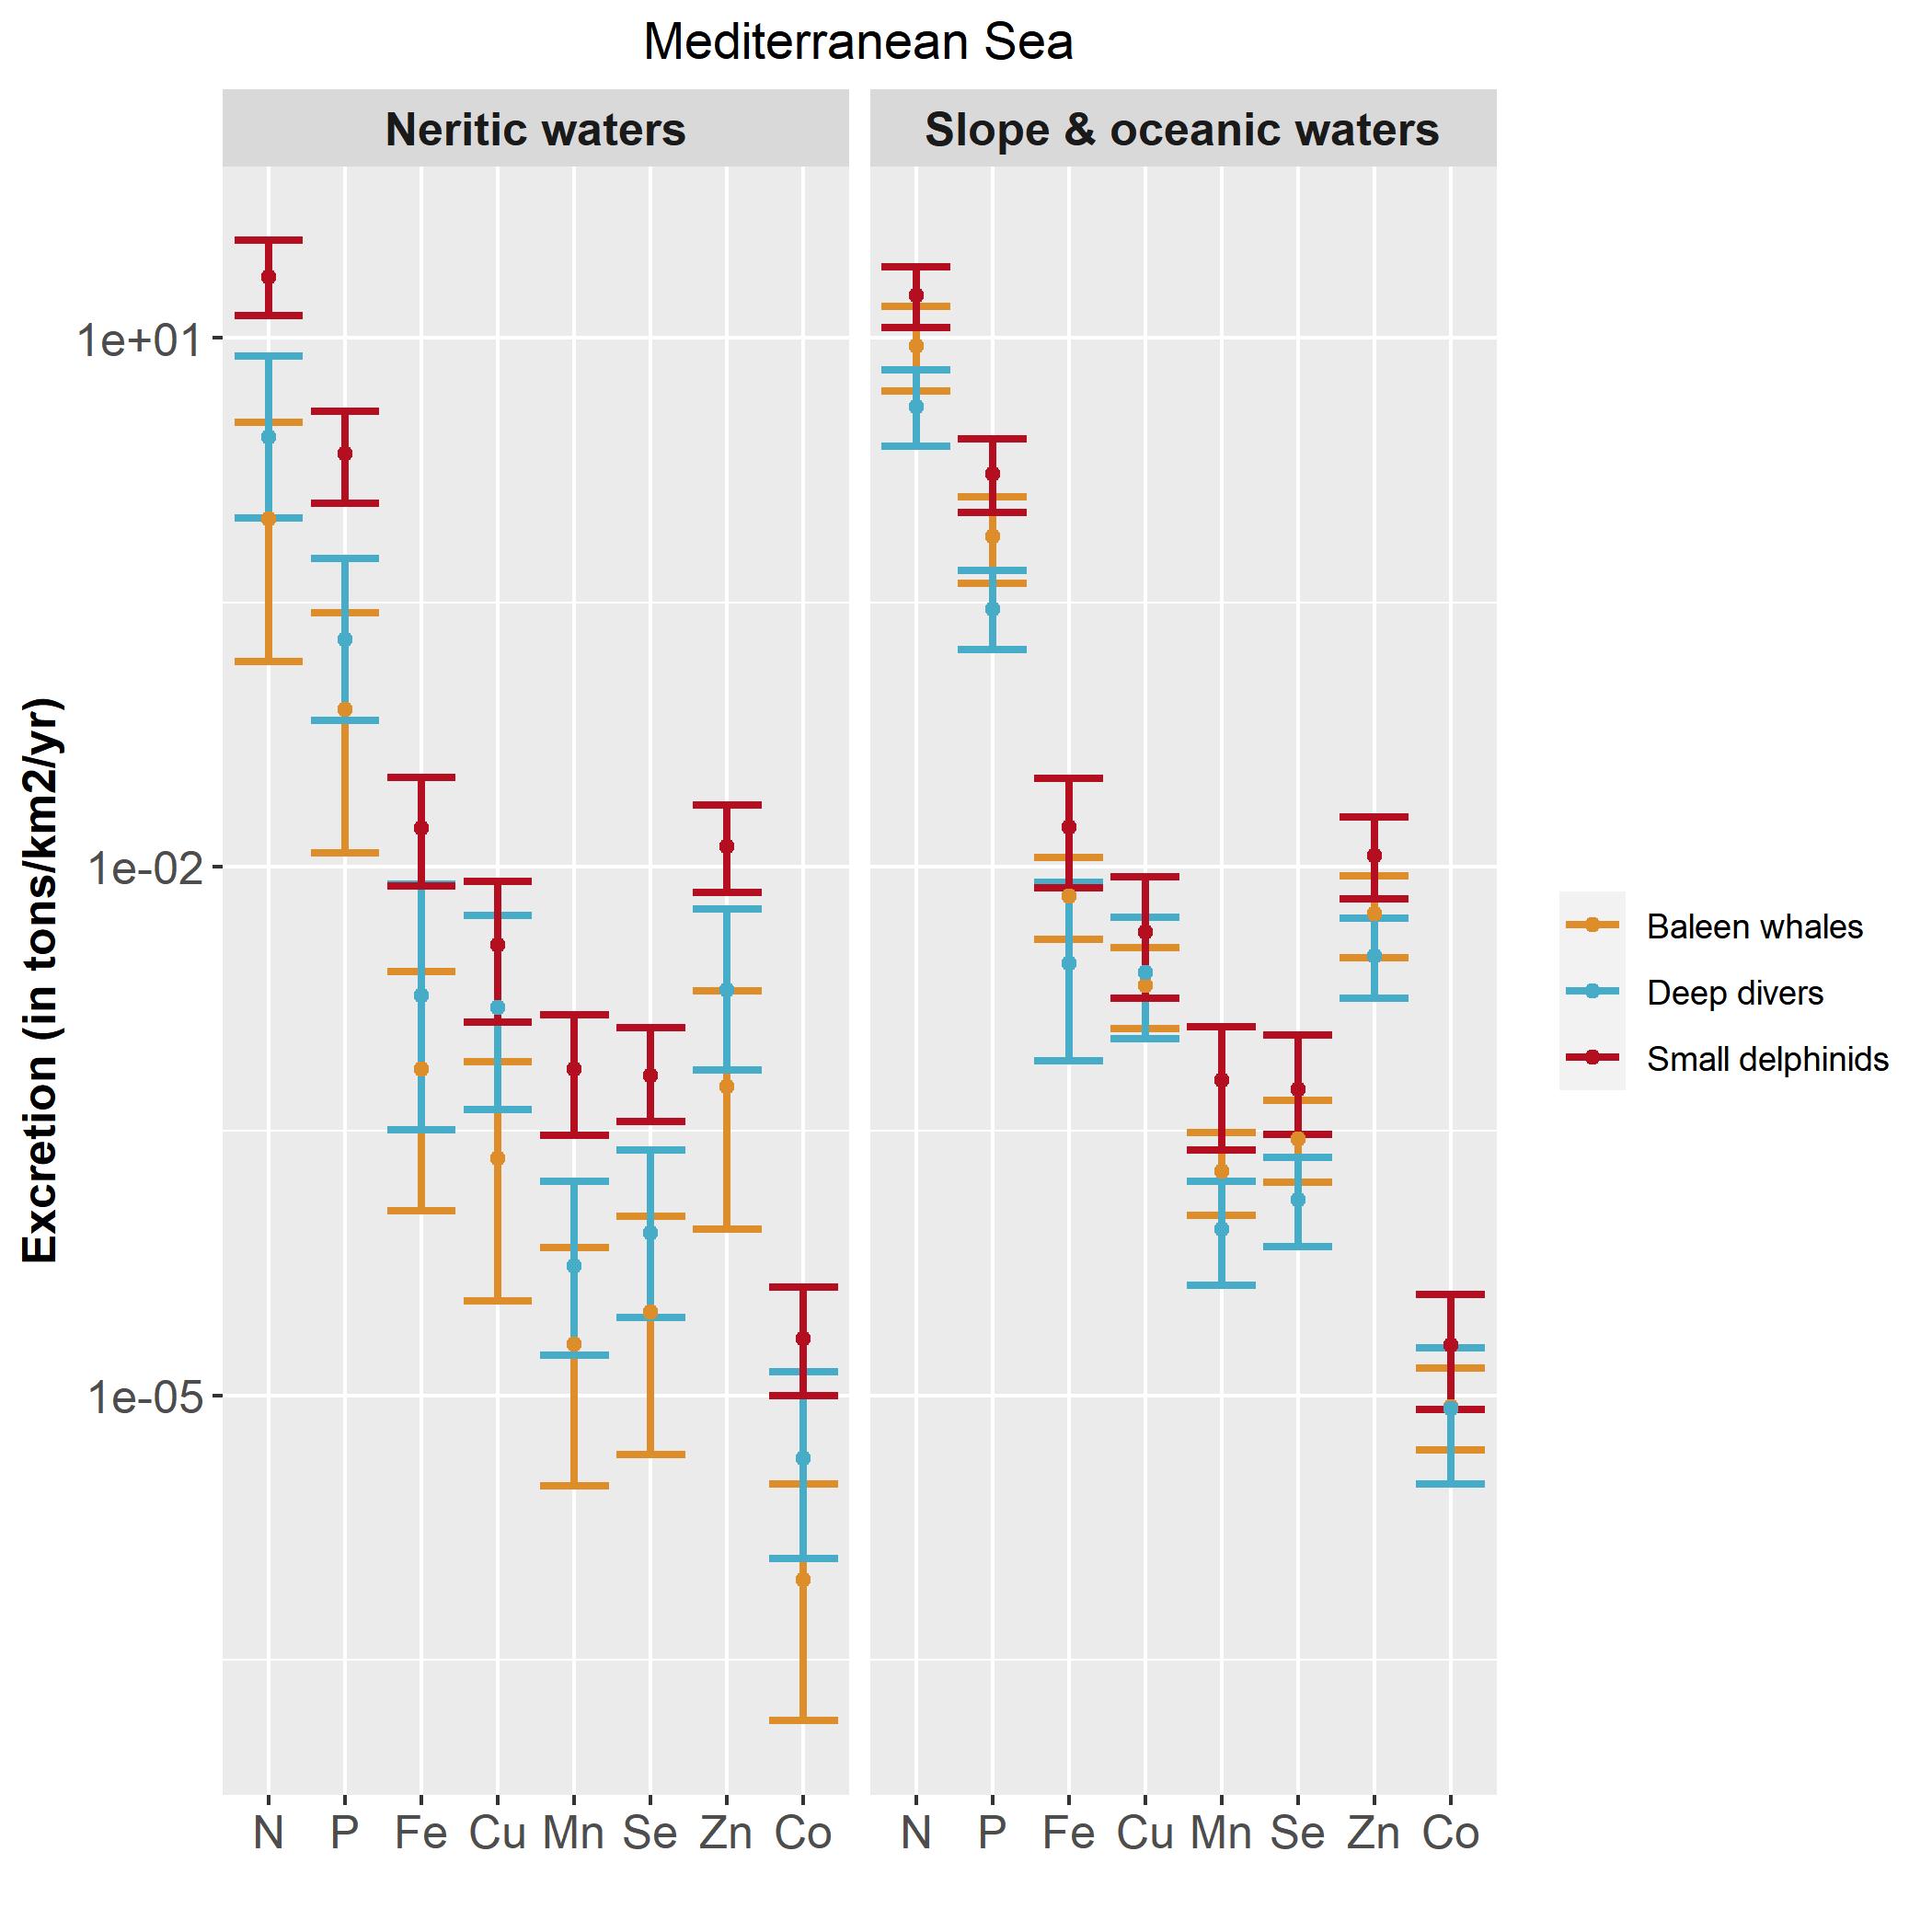 Mediterranean Sea
Neritic waters
Slope & oceanic waters
Excretion (in tons/km2/yr)
1e+01
1e-02
1e-05
N P Fe Cu Mn Se Zn Co
N P Fe Cu Mn Se Zn Co
Baleen whales
Deep divers
Small delphinids